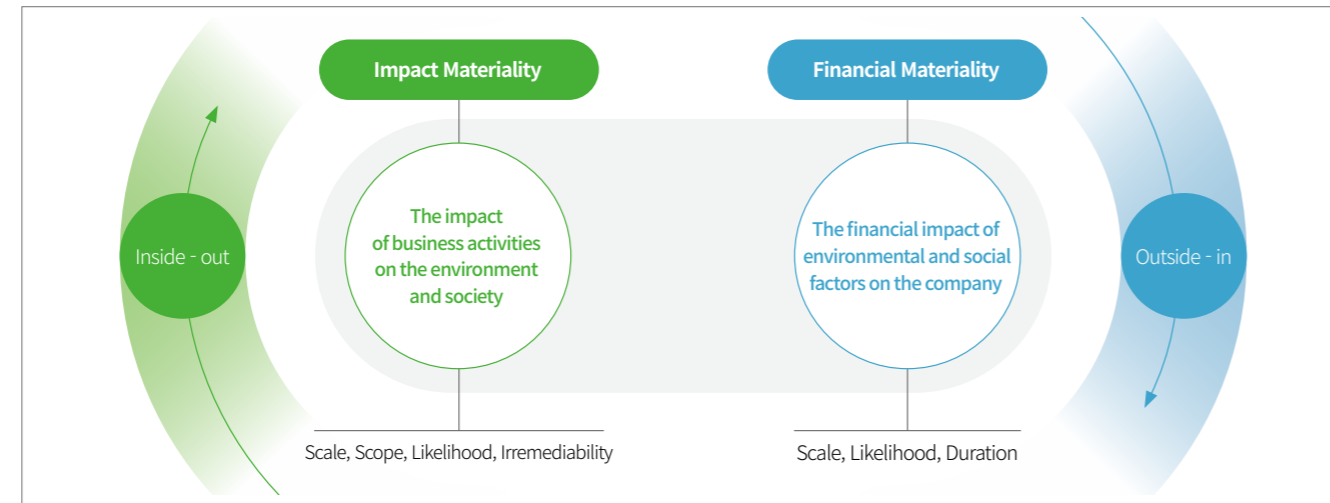 Impact Materiality
Financial Materiality
Inside - out
The impact
of business activities
on the environment
and society
The financial impact of
environmental and social
factors on the company
Outside - in
Scale, Scope, Likelihood, Irremediability
Scale, Likelihood, Duration